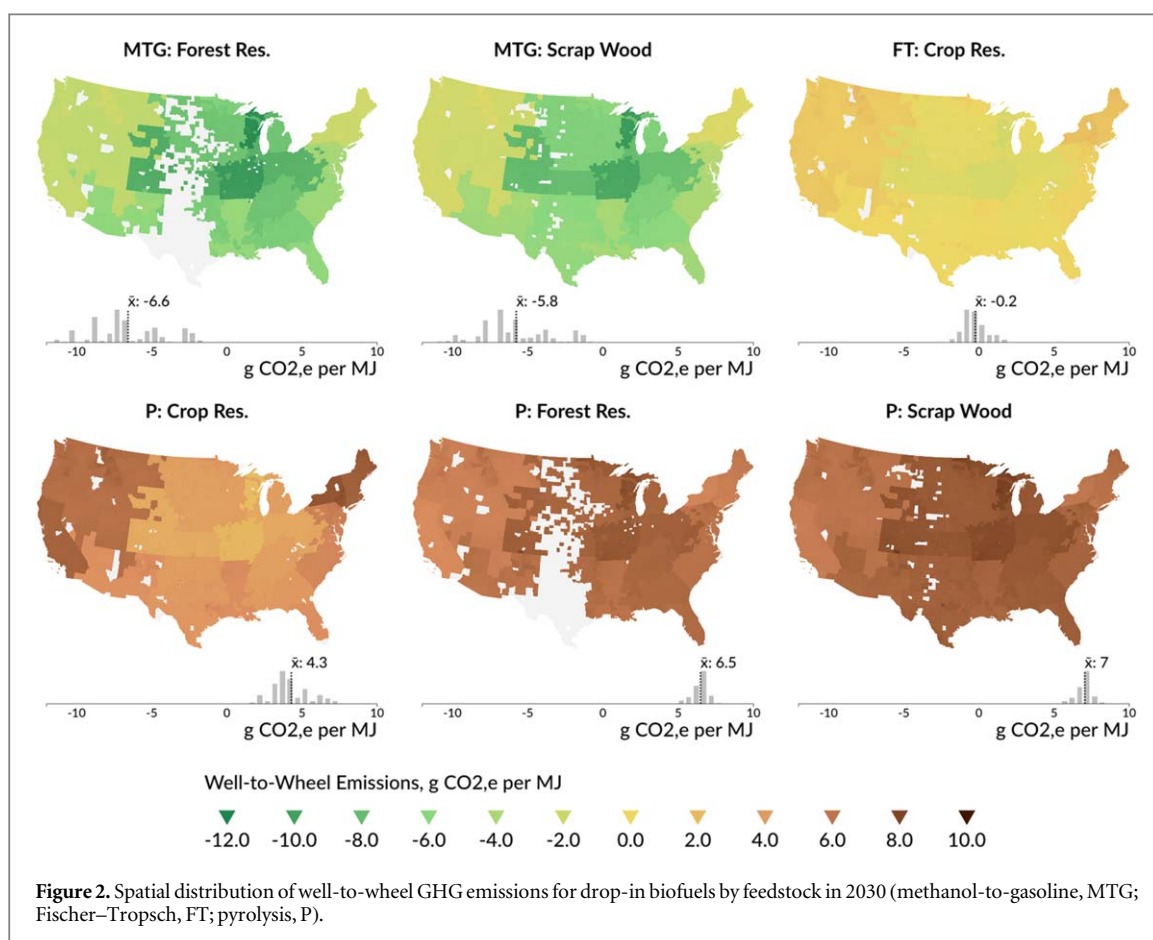 MTG: Forest Res. MTG: Scrap Wood FT: Crop Res.
x̄: -6.6 x̄: -5.8 x̄: -0.2
-10 -5 0 5 10 -10 -5 0 5 10 -10 -5 0 5 10
g CO2,e per MJ g CO2,e per MJ g CO2,e per MJ
P: Crop Res. P: Forest Res. P: Scrap Wood
x̄: 4.3 x̄: 6.5 x̄: 7
-10 -5 0 5 10 -10 -5 0 5 10 -10 -5 0 5 10
g CO2,e per MJ g CO2,e per MJ g CO2,e per MJ
Well-to-Wheel Emissions, g CO2,e per MJ
-12.0 -10.0 -8.0 -6.0 -4.0 -2.0 0.0 2.0 4.0 6.0 8.0 10.0
Figure 2. Spatial distribution of well-to-wheel GHG emissions for drop-in biofuels by feedstock in 2030 (methanol-to-gasoline, MTG;
Fischer–Tropsch, FT; pyrolysis, P).